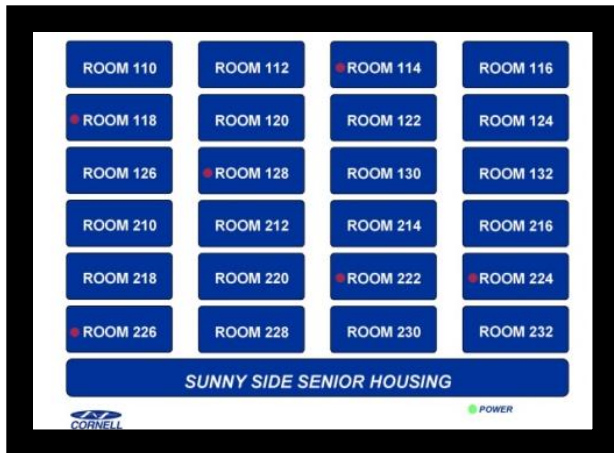 ROOM 110 ROOM 112 ROOM 114 ROOM 116
ROOM 118 ROOM 120 ROOM 122 ROOM 124
ROOM 126 ROOM 128 ROOM 130 ROOM 132
ROOM 210 ROOM 212 ROOM 214 ROOM 216
ROOM 218 ROOM 220 ROOM 222 ROOM 224
ROOM 226 ROOM 228 ROOM 230 ROOM 232
SUNNY SIDE SENIOR HOUSING
CORNELL
POWER